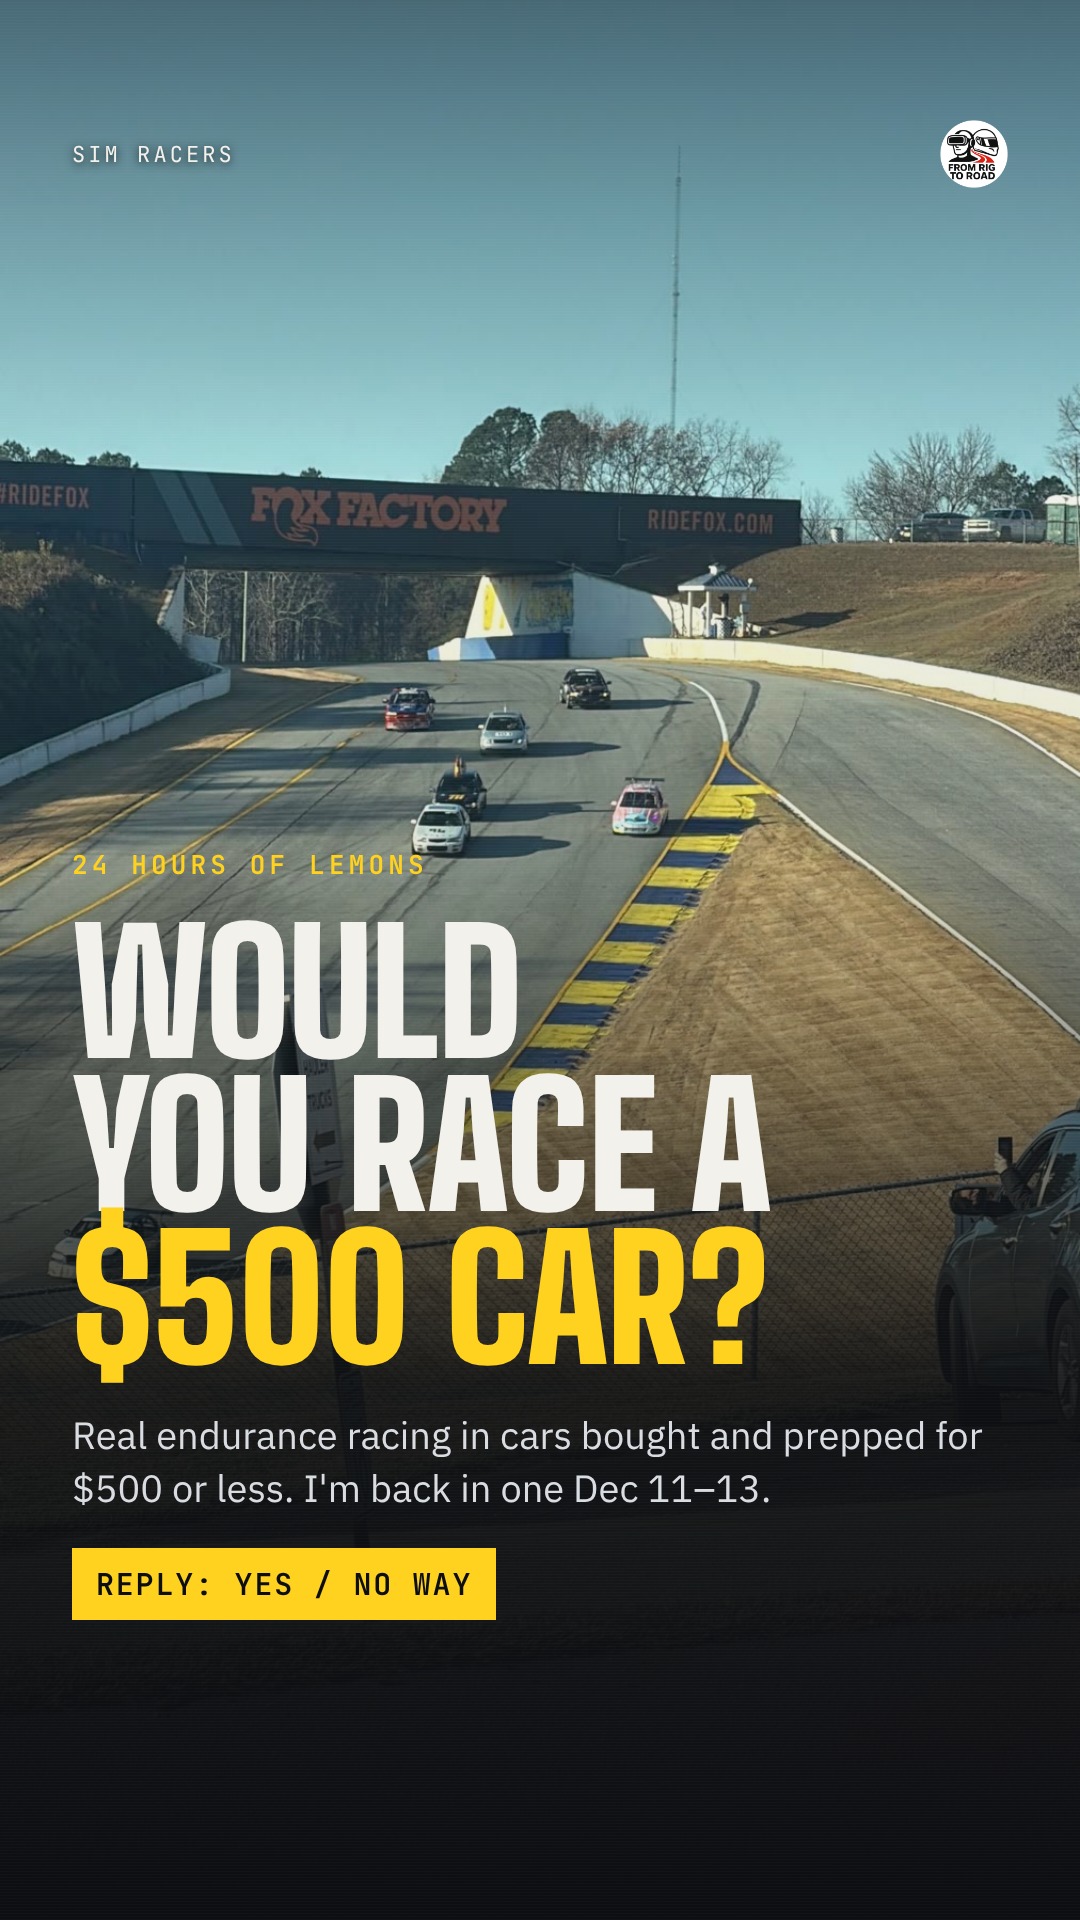 SIM RACERS
FROM RIG
TO ROAD
#RIDEFOX
FOX FACTORY
RIDEFOX.COM
24 HOURS OF LEMONS
WOULD
YOU RACE A
$500 CAR?
Real endurance racing in cars bought and prepped for
$500 or less. I'm back in one Dec 11–13.
REPLY: YES / NO WAY